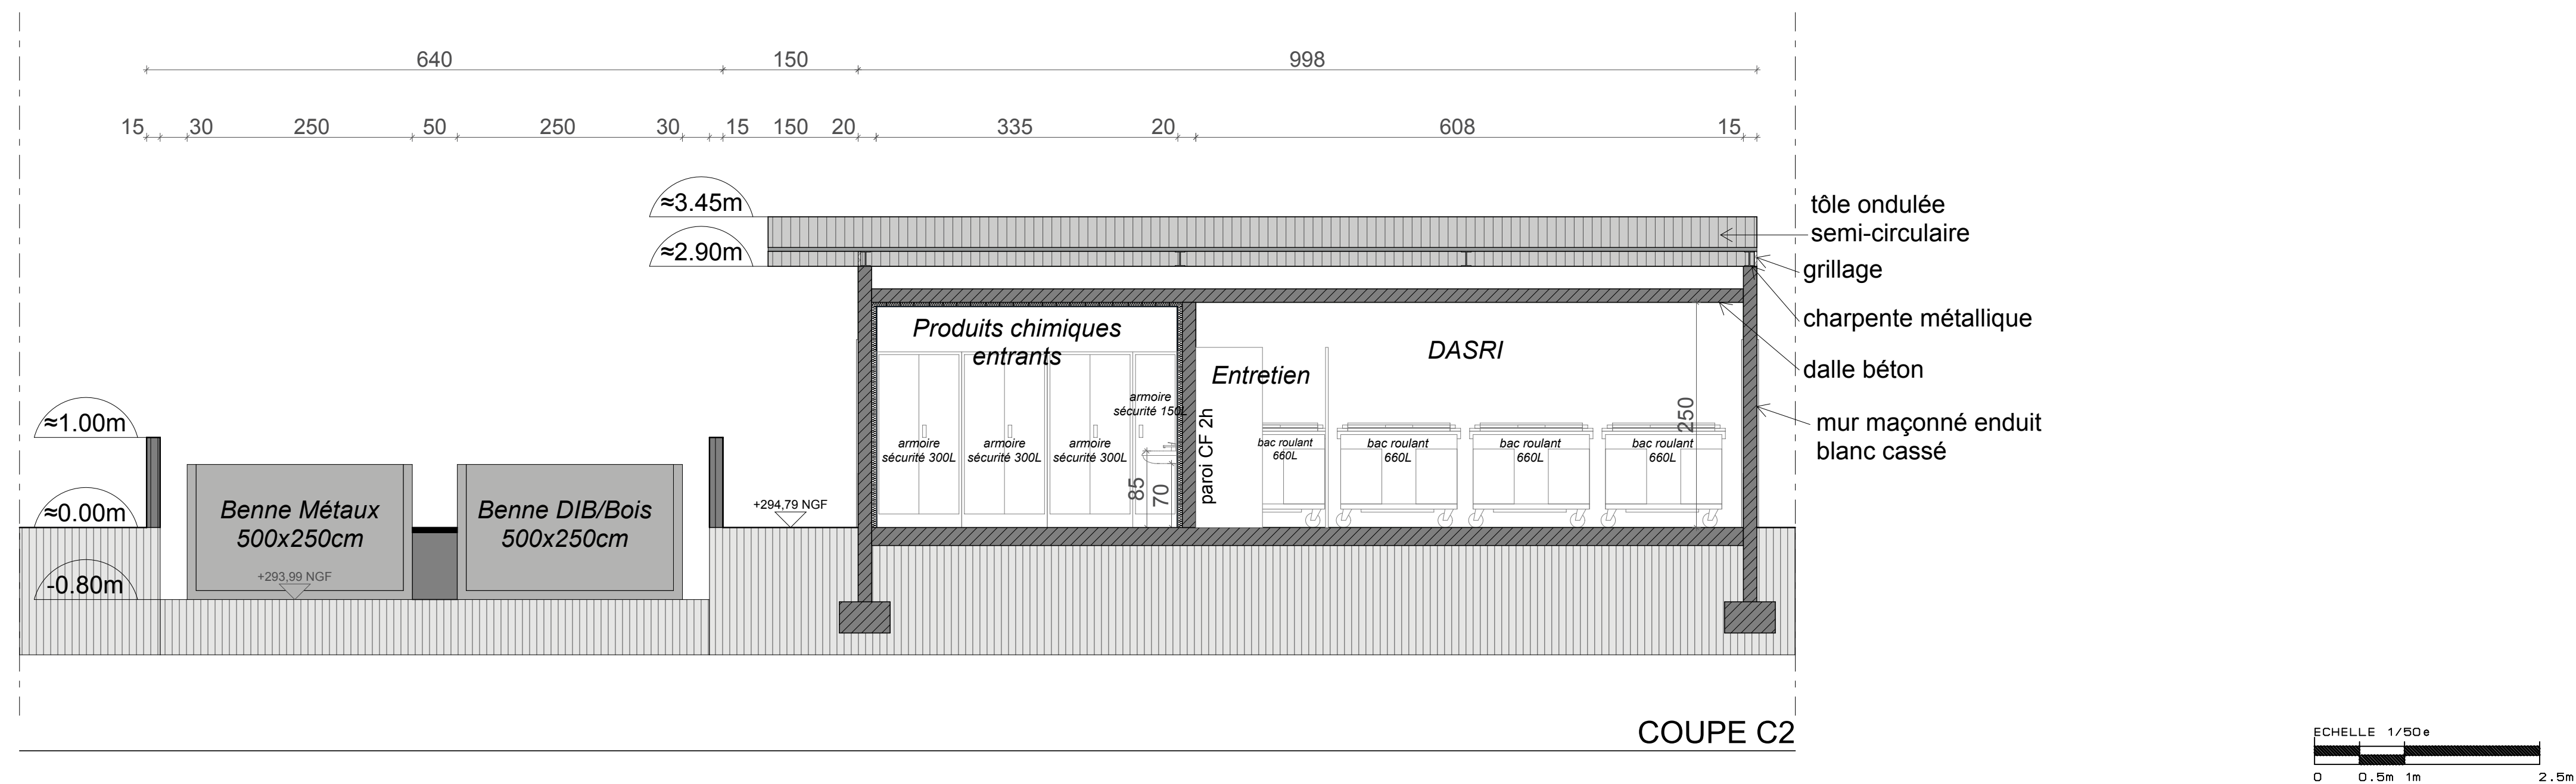 640
150
998
15
30
250
50
250
30
15
150
20
335
20
608
15
≈3.45m
≈2.90m
≈1.00m
≈0.00m
-0.80m
tôle ondulée
semi-circulaire
grillage
charpente métallique
dalle béton
mur maçonné enduit
blanc cassé
Produits chimiques
entrants
Entretien
DASRI
armoire
sécurité 300L
armoire
sécurité 300L
armoire
sécurité 300L
armoire
sécurité 150L
85
70
paroi CF 2h
bac roulant
660L
bac roulant
660L
bac roulant
660L
bac roulant
660L
250
Benne Métaux
500x250cm
+293,99 NGF
Benne DIB/Bois
500x250cm
+294,79 NGF
COUPE C2
ECHELLE 1/50e
0 0.5m 1m 2.5m